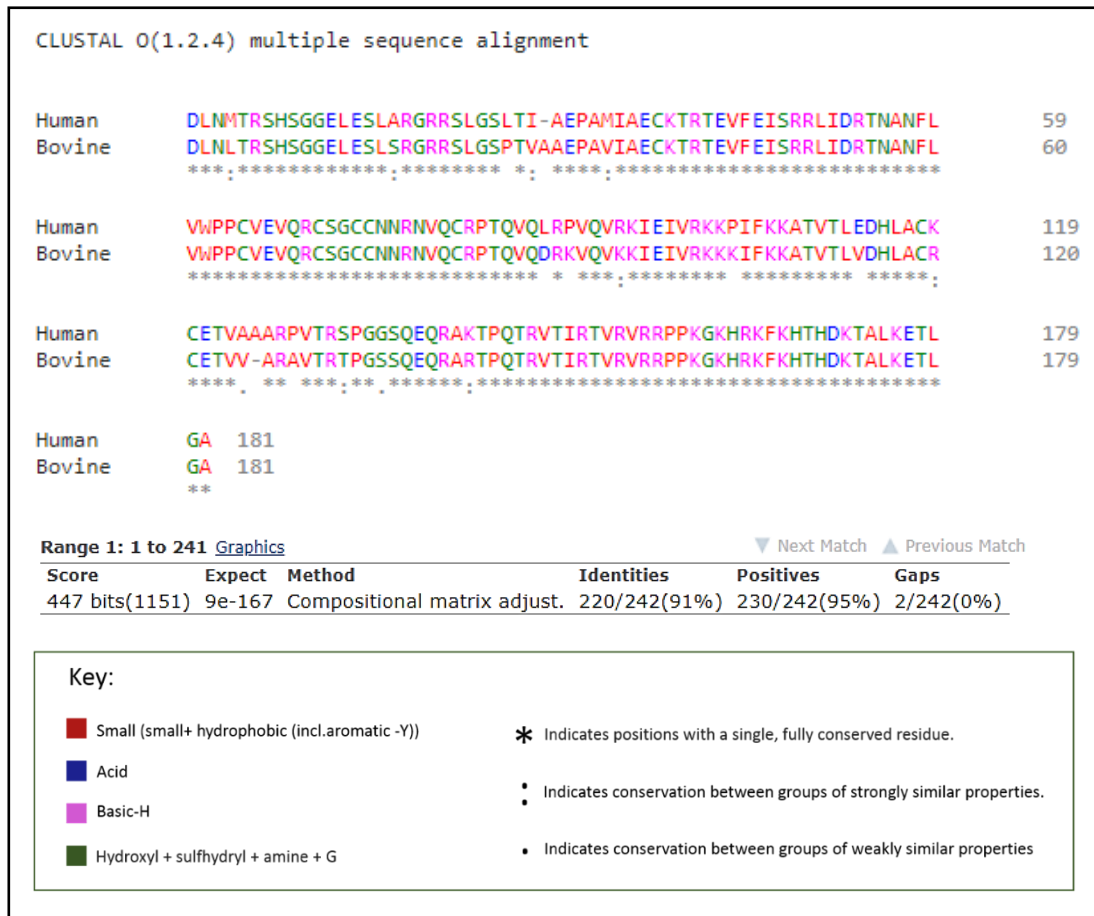 CLUSTAL O(1.2.4) multiple sequence alignment
Human DLNMTRSHSGGELESLARGRRSLGSLTI-AEPAMIAECKTRTEVFEISRRLIDRTNANFL 59
Bovine DLNLTRSHSGGELESLSRGRRSLGSPTVAAEPAVIAECKTRTEVFEISRRLIDRTNANFL 60
***:************:******** *: ****:**************************
Human VWPPCVEVQRCSGCCNNRNVQCRPTQVQLRPVQVRKIEIVRKKPIFKKATVTLEDHLACK 119
Bovine VWPPCVEVQRCSGCCNNRNVQCRPTQVQDRKVQVKKIEIVRKKKIFKKATVTLVDHLACR 120
**************************** * ***:******** ********* *****:
Human CETVAAARPVTRSPGGSQEQRAKTPQTRVTIRTVRVRRPPKGKHRKFKHTHDKTALKETL 179
Bovine CETVV-ARAVTRTPGSSQEQRARTPQTRVTIRTVRVRRPPKGKHRKFKHTHDKTALKETL 179
****. ** ***:**.******:*************************************
Human GA 181
Bovine GA 181
**
Range 1: 1 to 241 Graphics ▼ Next Match ▲ Previous Match
Score Expect Method Identities Positives Gaps
447 bits(1151) 9e-167 Compositional matrix adjust. 220/242(91%) 230/242(95%) 2/242(0%)
Key:
Small (small+ hydrophobic (incl.aromatic -Y))
Acid
Basic-H
Hydroxyl + sulfhydryl + amine + G
* Indicates positions with a single, fully conserved residue.
: Indicates conservation between groups of strongly similar properties.
. Indicates conservation between groups of weakly similar properties